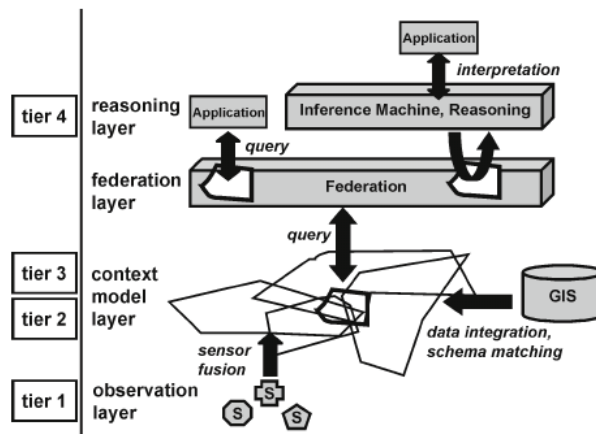 Application
interpretation
tier 4
reasoning
layer
Application
Inference Machine, Reasoning
query
federation
layer
Federation
query
tier 3
context
model
layer
tier 2
GIS
data integration,
schema matching
sensor
fusion
tier 1
observation
layer
S
S
S